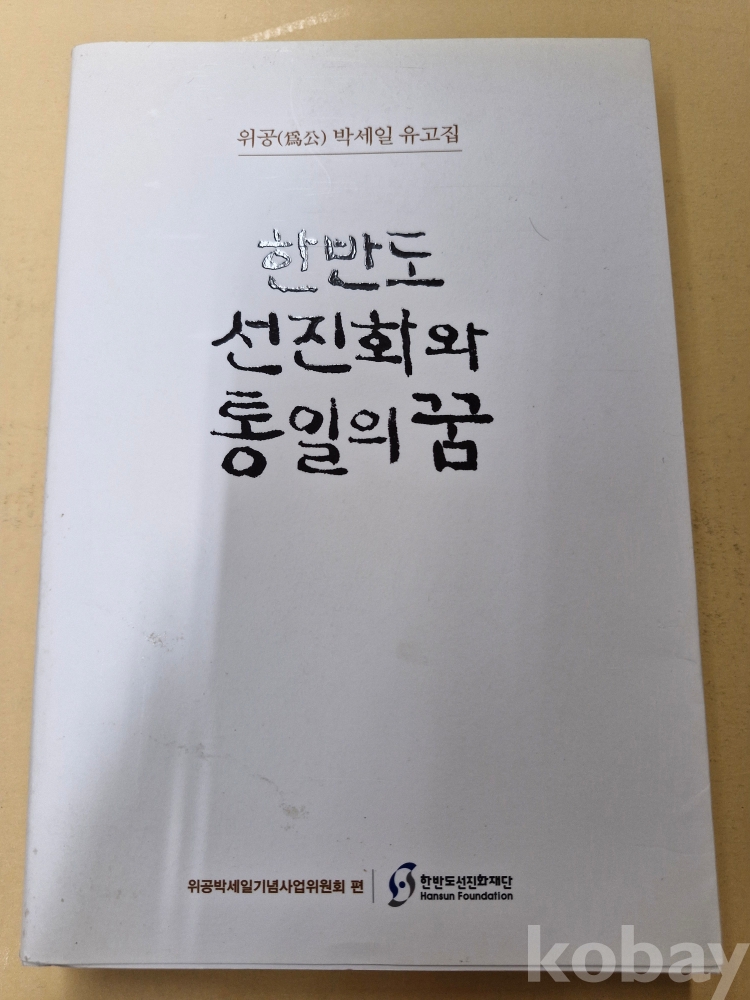 위공(爲公) 박세일 유고집
한반도
선진화와
통일의 꿈
위공박세일기념사업위원회 편
한반도선진화재단
Hansun Foundation
kobay